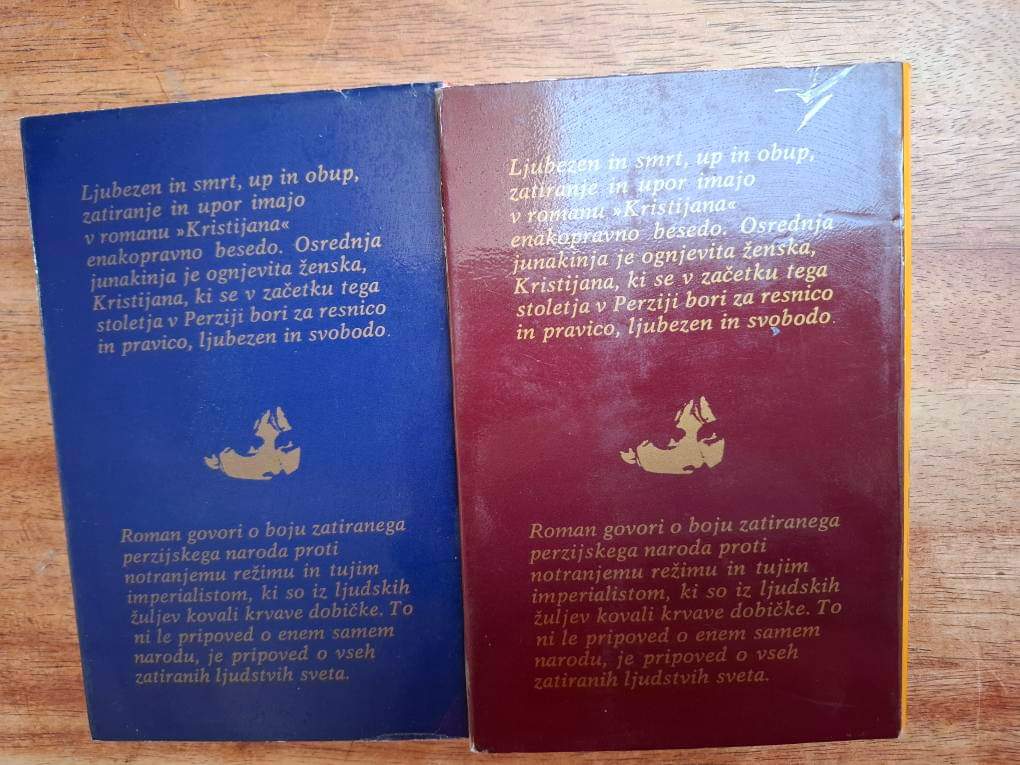 Ljubezen in smrt, up in obup,
zatiranje in upor imajo
v romanu »Kristijana«
enakopravno besedo. Osrednja
junakinja je ognjevita ženska,
Kristijana, ki se v začetku tega
stoletja v Perziji bori za resnico
in pravico, ljubezen in svobodo.
Roman govori o boju zatiranega
perzijskega naroda proti
notranjemu režimu in tujim
imperialistom, ki so iz ljudskih
žuljev kovali krvave dobičke. To
ni le pripoved o enem samem
narodu, je pripoved o vseh
zatiranih ljudstvih sveta.
Ljubezen in smrt, up in obup,
zatiranje in upor imajo
v romanu »Kristijana«
enakopravno besedo. Osrednja
junakinja je ognjevita ženska,
Kristijana, ki se v začetku tega
stoletja v Perziji bori za resnico
in pravico, ljubezen in svobodo.
Roman govori o boju zatiranega
perzijskega naroda proti
notranjemu režimu in tujim
imperialistom, ki so iz ljudskih
žuljev kovali krvave dobičke. To
ni le pripoved o enem samem
narodu, je pripoved o vseh
zatiranih ljudstvih sveta.